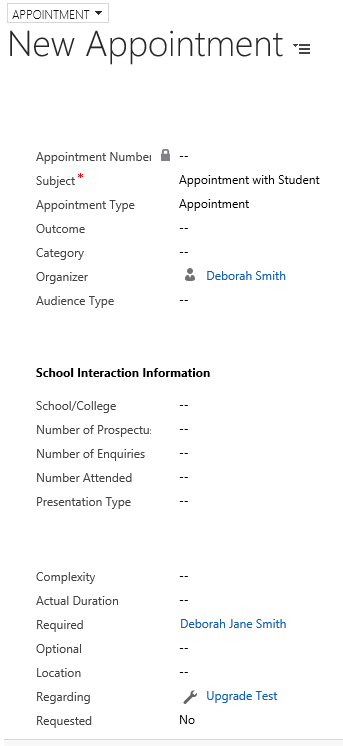 APPOINTMENT
New Appointment
Appointment Number --
Subject* Appointment with Student
Appointment Type Appointment
Outcome --
Category --
Organizer Deborah Smith
Audience Type --
School Interaction Information
School/College --
Number of Prospectu --
Number of Enquiries --
Number Attended --
Presentation Type --
Complexity --
Actual Duration --
Required Deborah Jane Smith
Optional --
Location --
Regarding Upgrade Test
Requested No